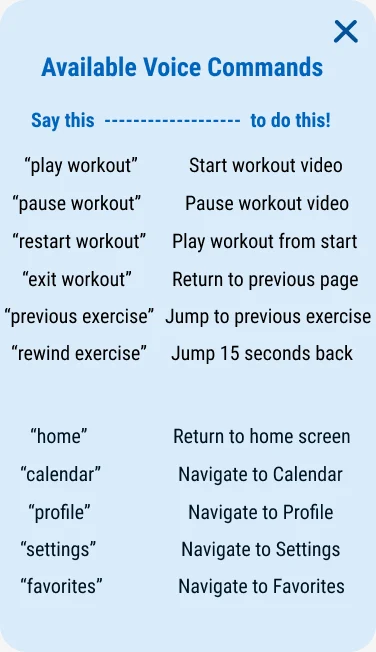 Available Voice Commands
Say this ------------------- to do this!
“play workout” Start workout video
“pause workout” Pause workout video
“restart workout” Play workout from start
“exit workout” Return to previous page
“previous exercise” Jump to previous exercise
“rewind exercise” Jump 15 seconds back
“home” Return to home screen
“calendar” Navigate to Calendar
“profile” Navigate to Profile
“settings” Navigate to Settings
“favorites” Navigate to Favorites